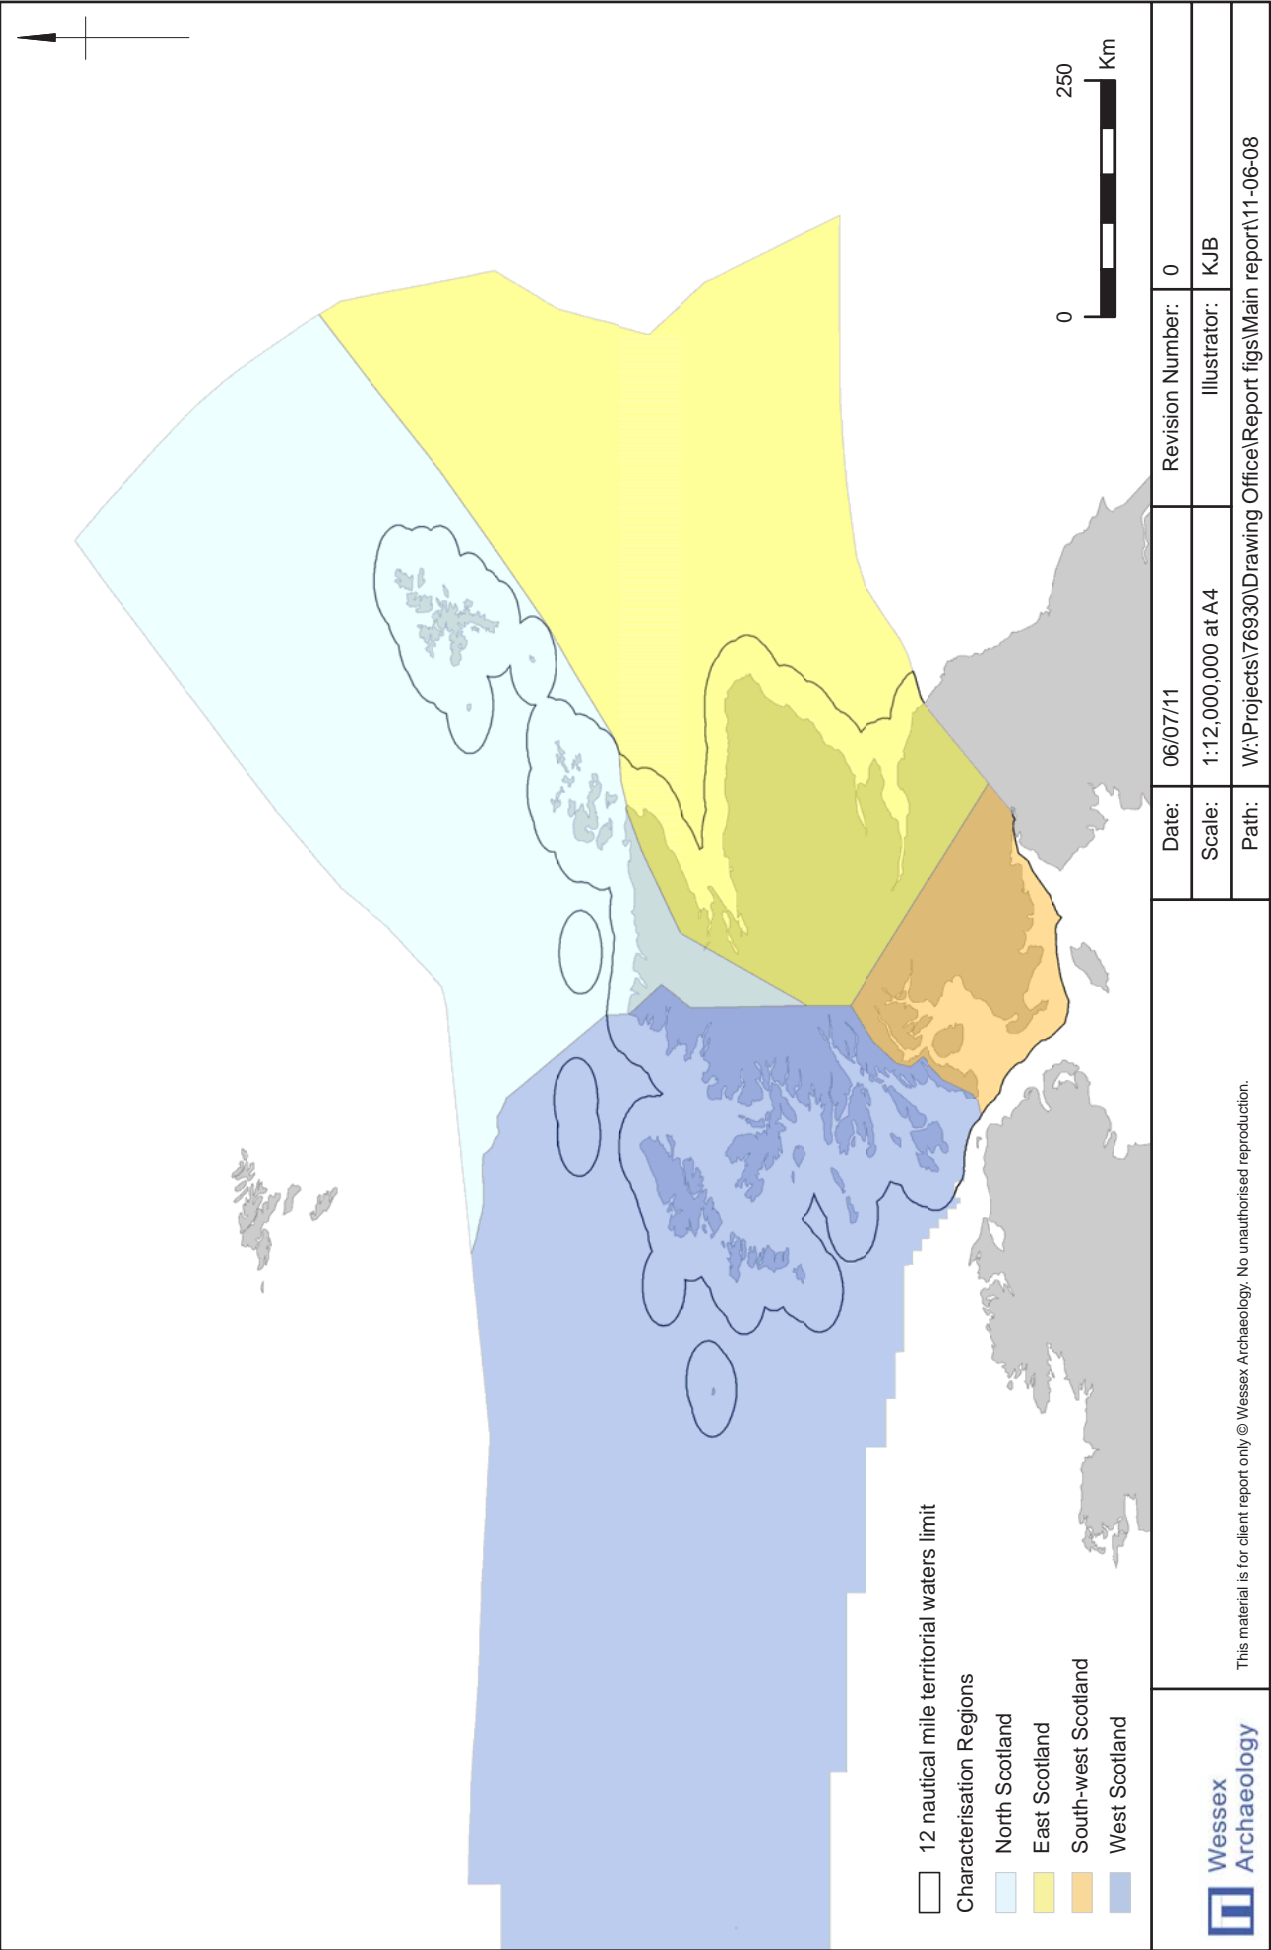 250
0
Km
12 nautical mile territorial waters limit
Characterisation Regions
North Scotland
East Scotland
South-west Scotland
West Scotland
Wessex
Archaeology
This material is for client report only © Wessex Archaeology. No unauthorised reproduction.
Date: 06/07/11 Revision Number: 0
Scale: 1:12,000,000 at A4 Illustrator: KJB
Path: W:\Projects\76930\Drawing Office\Report figs\Main report\11-06-08